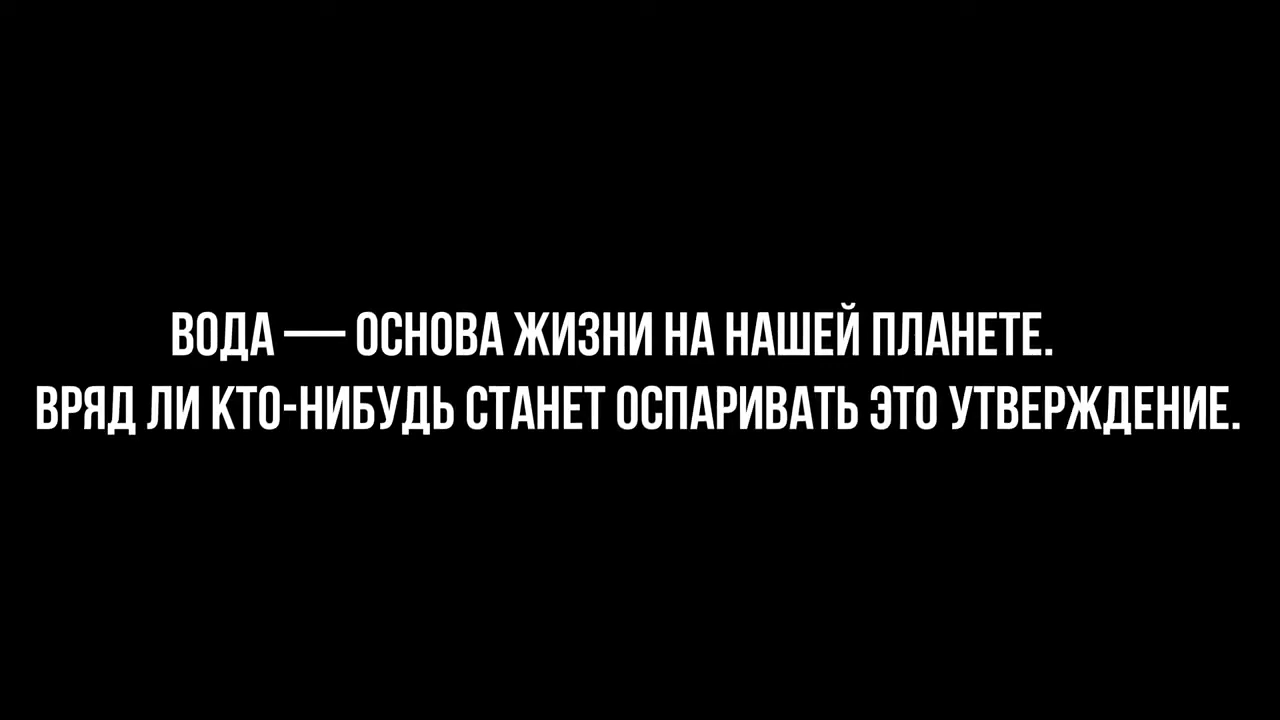 ВОДА — ОСНОВА ЖИЗНИ НА НАШЕЙ ПЛАНЕТЕ.
ВРЯД ЛИ КТО-НИБУДЬ СТАНЕТ ОСПАРИВАТЬ ЭТО УТВЕРЖДЕНИЕ.